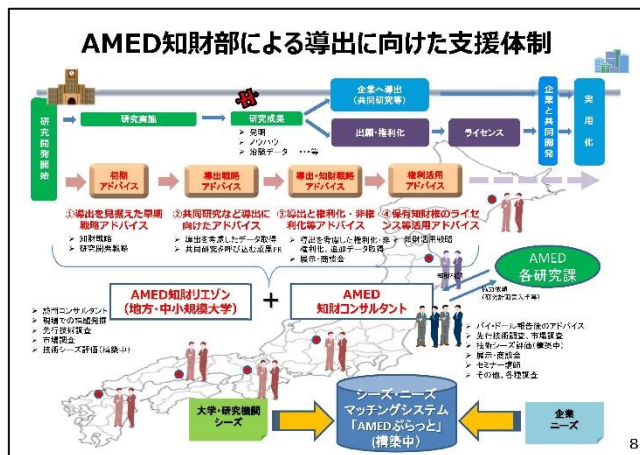 AMED知財部による導出に向けた支援体制
研究開発開始
研究実施
研究成果
➢ 発明
➢ ノウハウ
➢ 治験データ ・・・等
企業へ導出
(共同研究等)
出願・権利化
ライセンス
企業と共同開発
実用化
初期
アドバイス
導出戦略
アドバイス
導出・知財戦略
アドバイス
権利活用
アドバイス
①導出を見据えた早期
戦略アドバイス
➢ 知財戦略
➢ 研究開発戦略
②共同研究など導出に
向けたアドバイス
➢ 導出を考慮したデータ取得
➢ 共同研究を呼び込む成果PR
③導出と権利化・非権
利化等アドバイス
➢ 導出を考慮した権利化・非
権利化、追加データ取得
➢ 展示・商談会
④保有知財権のライセ
ンス等活用アドバイス
➢ 知財活用戦略
AMED
各研究課
(研究計画書入手等)
AMED知財リエゾン
(地方・中小規模大学)
+
AMED
知財コンサルタント
➢ 訪問コンサルタント
➢ 現場での課題発掘
➢ 先行技術調査
➢ 市場調査
➢ 技術シーズ評価(構築中)
➢ バイ・ドール報告後のアドバイス
➢ 先行技術調査、市場調査
➢ 技術シーズ評価(構築中)
➢ 展示・商談会
➢ セミナー講師
➢ その他、各種調査
大学・研究機関
シーズ
シーズ・ニーズ
マッチングシステム
「AMEDぷらっと」
(構築中)
企業
ニーズ
8